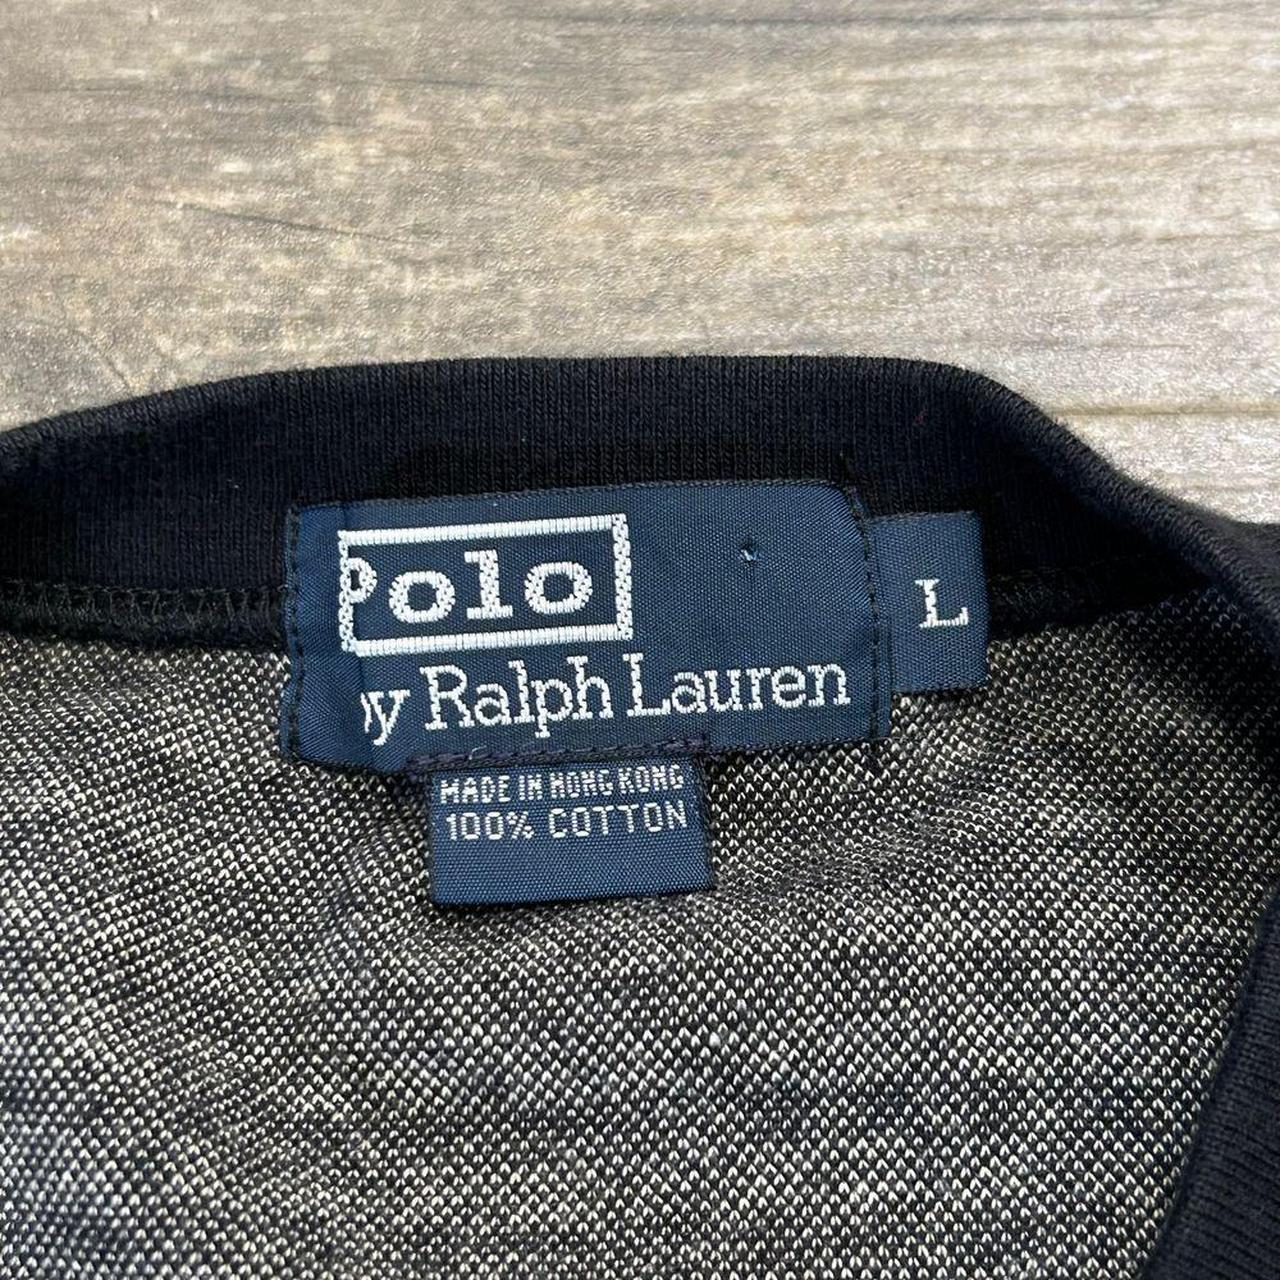 Polo
by Ralph Lauren
L
MADE IN HONG KONG
100% COTTON